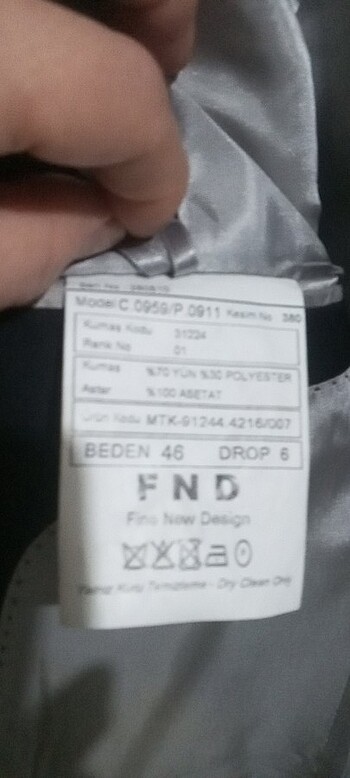 Model C.0959/P.0911 Kesim No 380
Kumaş Kodu 31224
Renk No 01
Kumaş %70 YÜN %30 POLYESTER
Astar %100 ASETAT
Ürün Kodu MTK-91244.4216/007
BEDEN 46 DROP 6
FND
Fine New Design
Yalnız Kuru Temizleme - Dry Clean Only